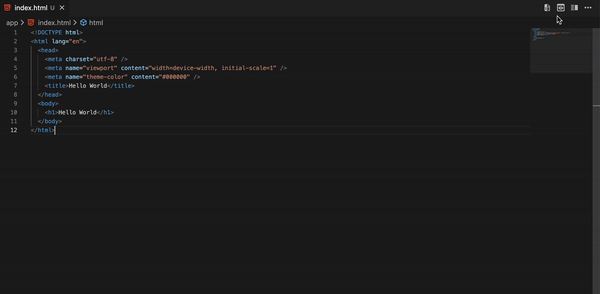 index.html U
app > index.html > html
1 <!DOCTYPE html>
2 <html lang="en">
3 <head>
4 <meta charset="utf-8" />
5 <meta name="viewport" content="width=device-width, initial-scale=1" />
6 <meta name="theme-color" content="#000000" />
7 <title>Hello World</title>
8 </head>
9 <body>
10 <h1>Hello World</h1>
11 </body>
12 </html>